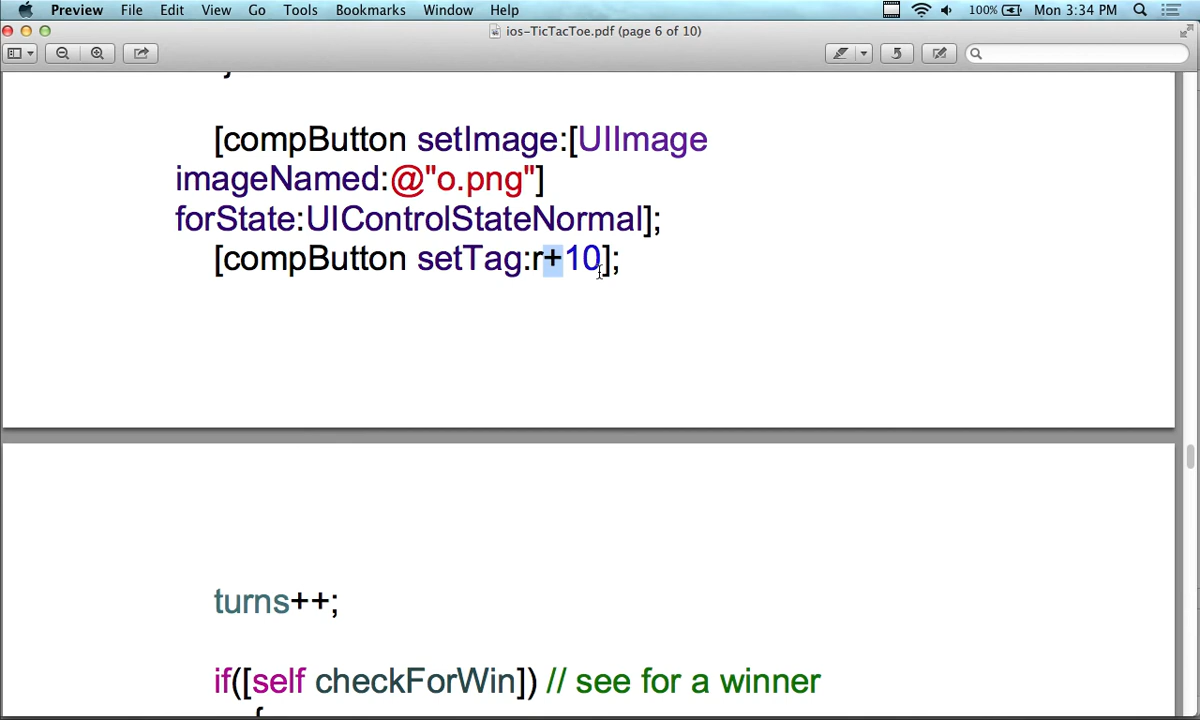 Preview File Edit View Go Tools Bookmarks Window Help 100% Mon 3:34 PM
ios-TicTacToe.pdf (page 6 of 10)
[compButton setImage:[UIImage
imageNamed:@"o.png"]
forState:UIControlStateNormal];
[compButton setTag:r+10];
turns++;
if([self checkForWin]) // see for a winner
{